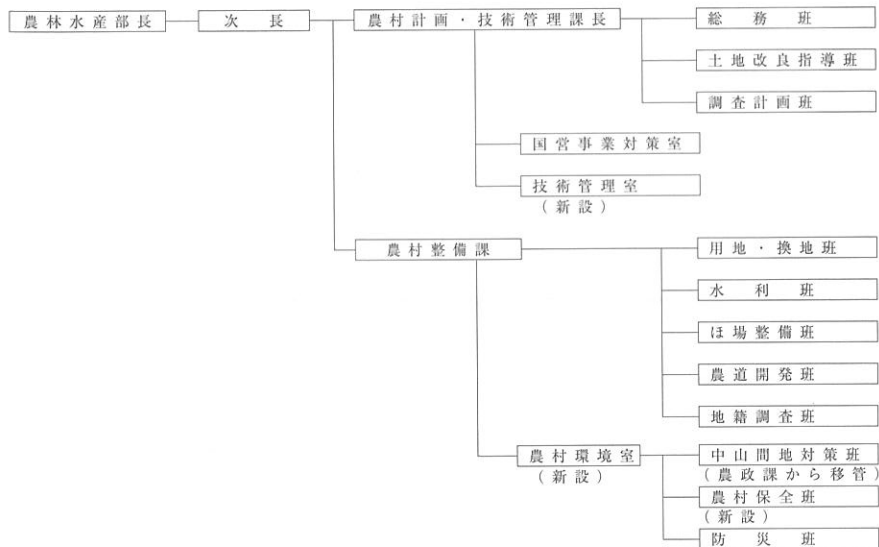 農林水産部長 次長 農村計画・技術管理課長 総務班
土地改良指導班
調査計画班
国営事業対策室
技術管理室
(新設)
農村整備課 用地・換地班
水利班
ほ場整備班
農道開発班
地籍調査班
農村環境室 中山間地対策班
(新設) (農政課から移管)
農村保全班
(新設)
防災班